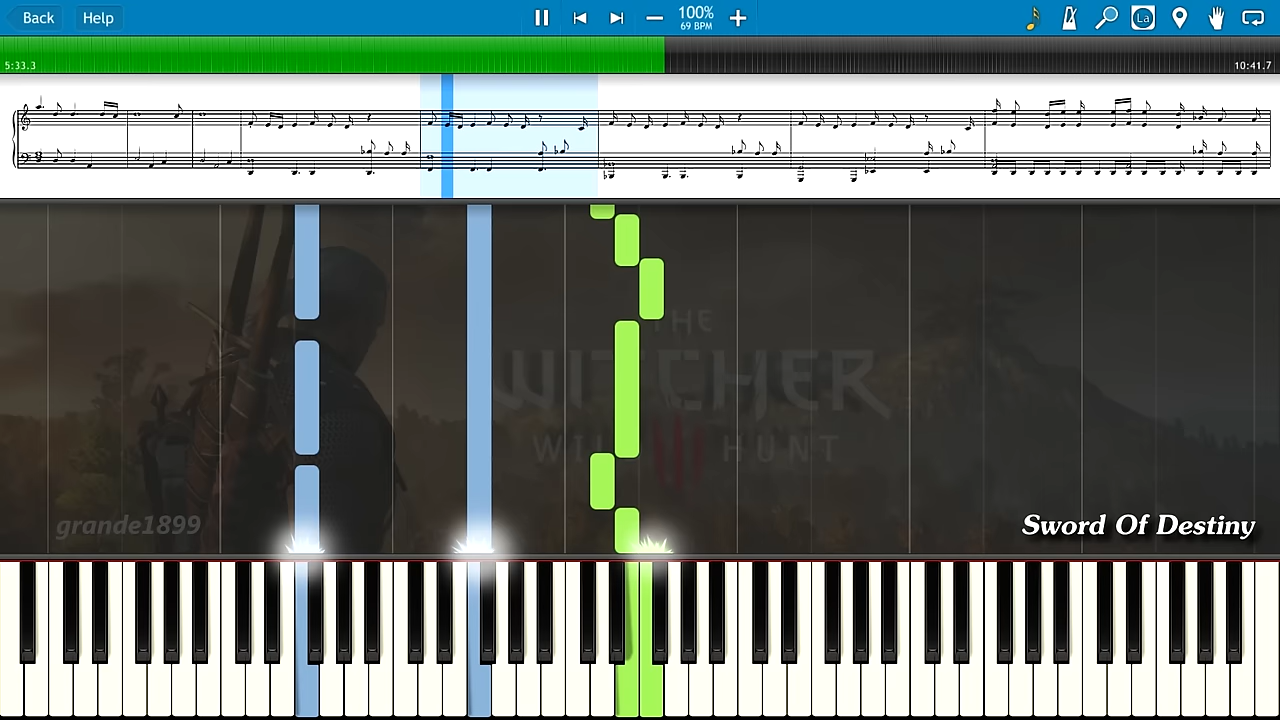 Back Help 100%
69 BPM
La
5:33.3 10:41.7
THE
WITCHER
WILD HUNT
grande1899
Sword Of Destiny